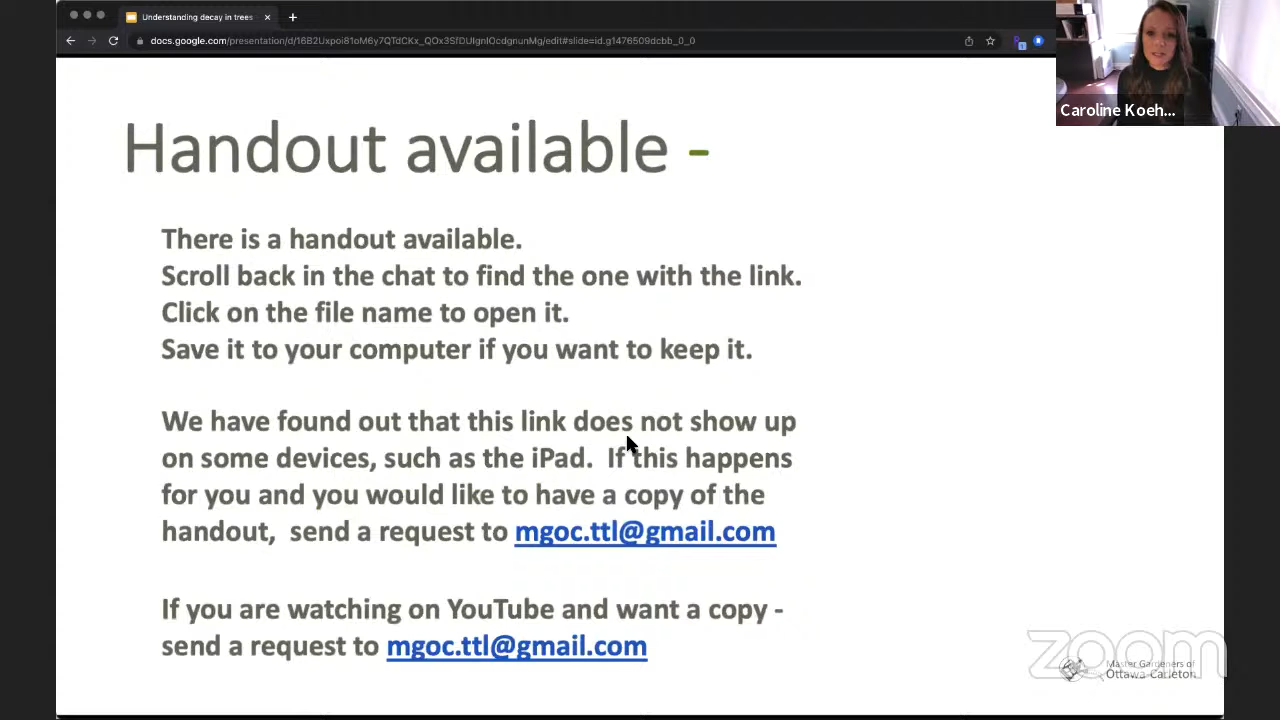 Understanding decay in trees
docs.google.com/presentation/d/16B2Uxpoi81oM6y7QTdCKx_QOx3SfDUIgnIOcdgnunMg/edit#slide=id.g1476509dcbb_0_0
Caroline Koeh...
Handout available -
There is a handout available.
Scroll back in the chat to find the one with the link.
Click on the file name to open it.
Save it to your computer if you want to keep it.
We have found out that this link does not show up
on some devices, such as the iPad.  If this happens
for you and you would like to have a copy of the
handout,  send a request to mgoc.ttl@gmail.com
If you are watching on YouTube and want a copy -
send a request to mgoc.ttl@gmail.com
zoom
Master Gardeners of
Ottawa-Carleton